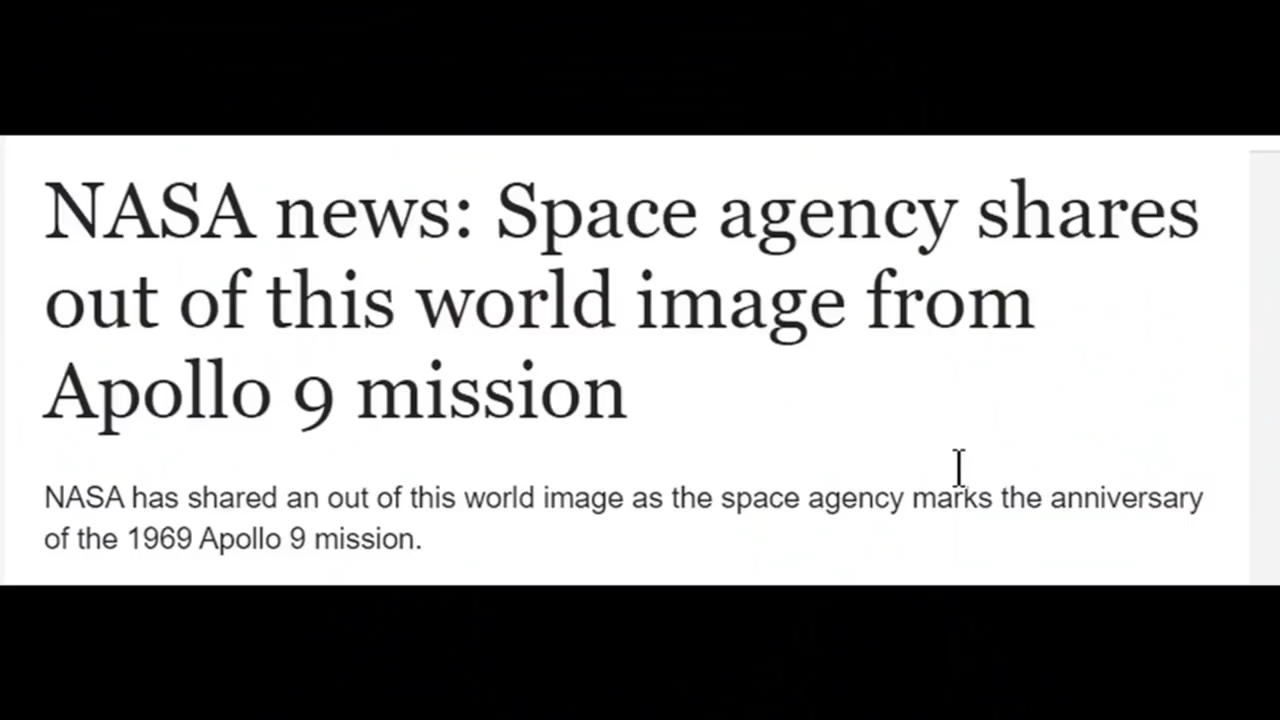 NASA news: Space agency shares
out of this world image from
Apollo 9 mission
NASA has shared an out of this world image as the space agency marks the anniversary
of the 1969 Apollo 9 mission.